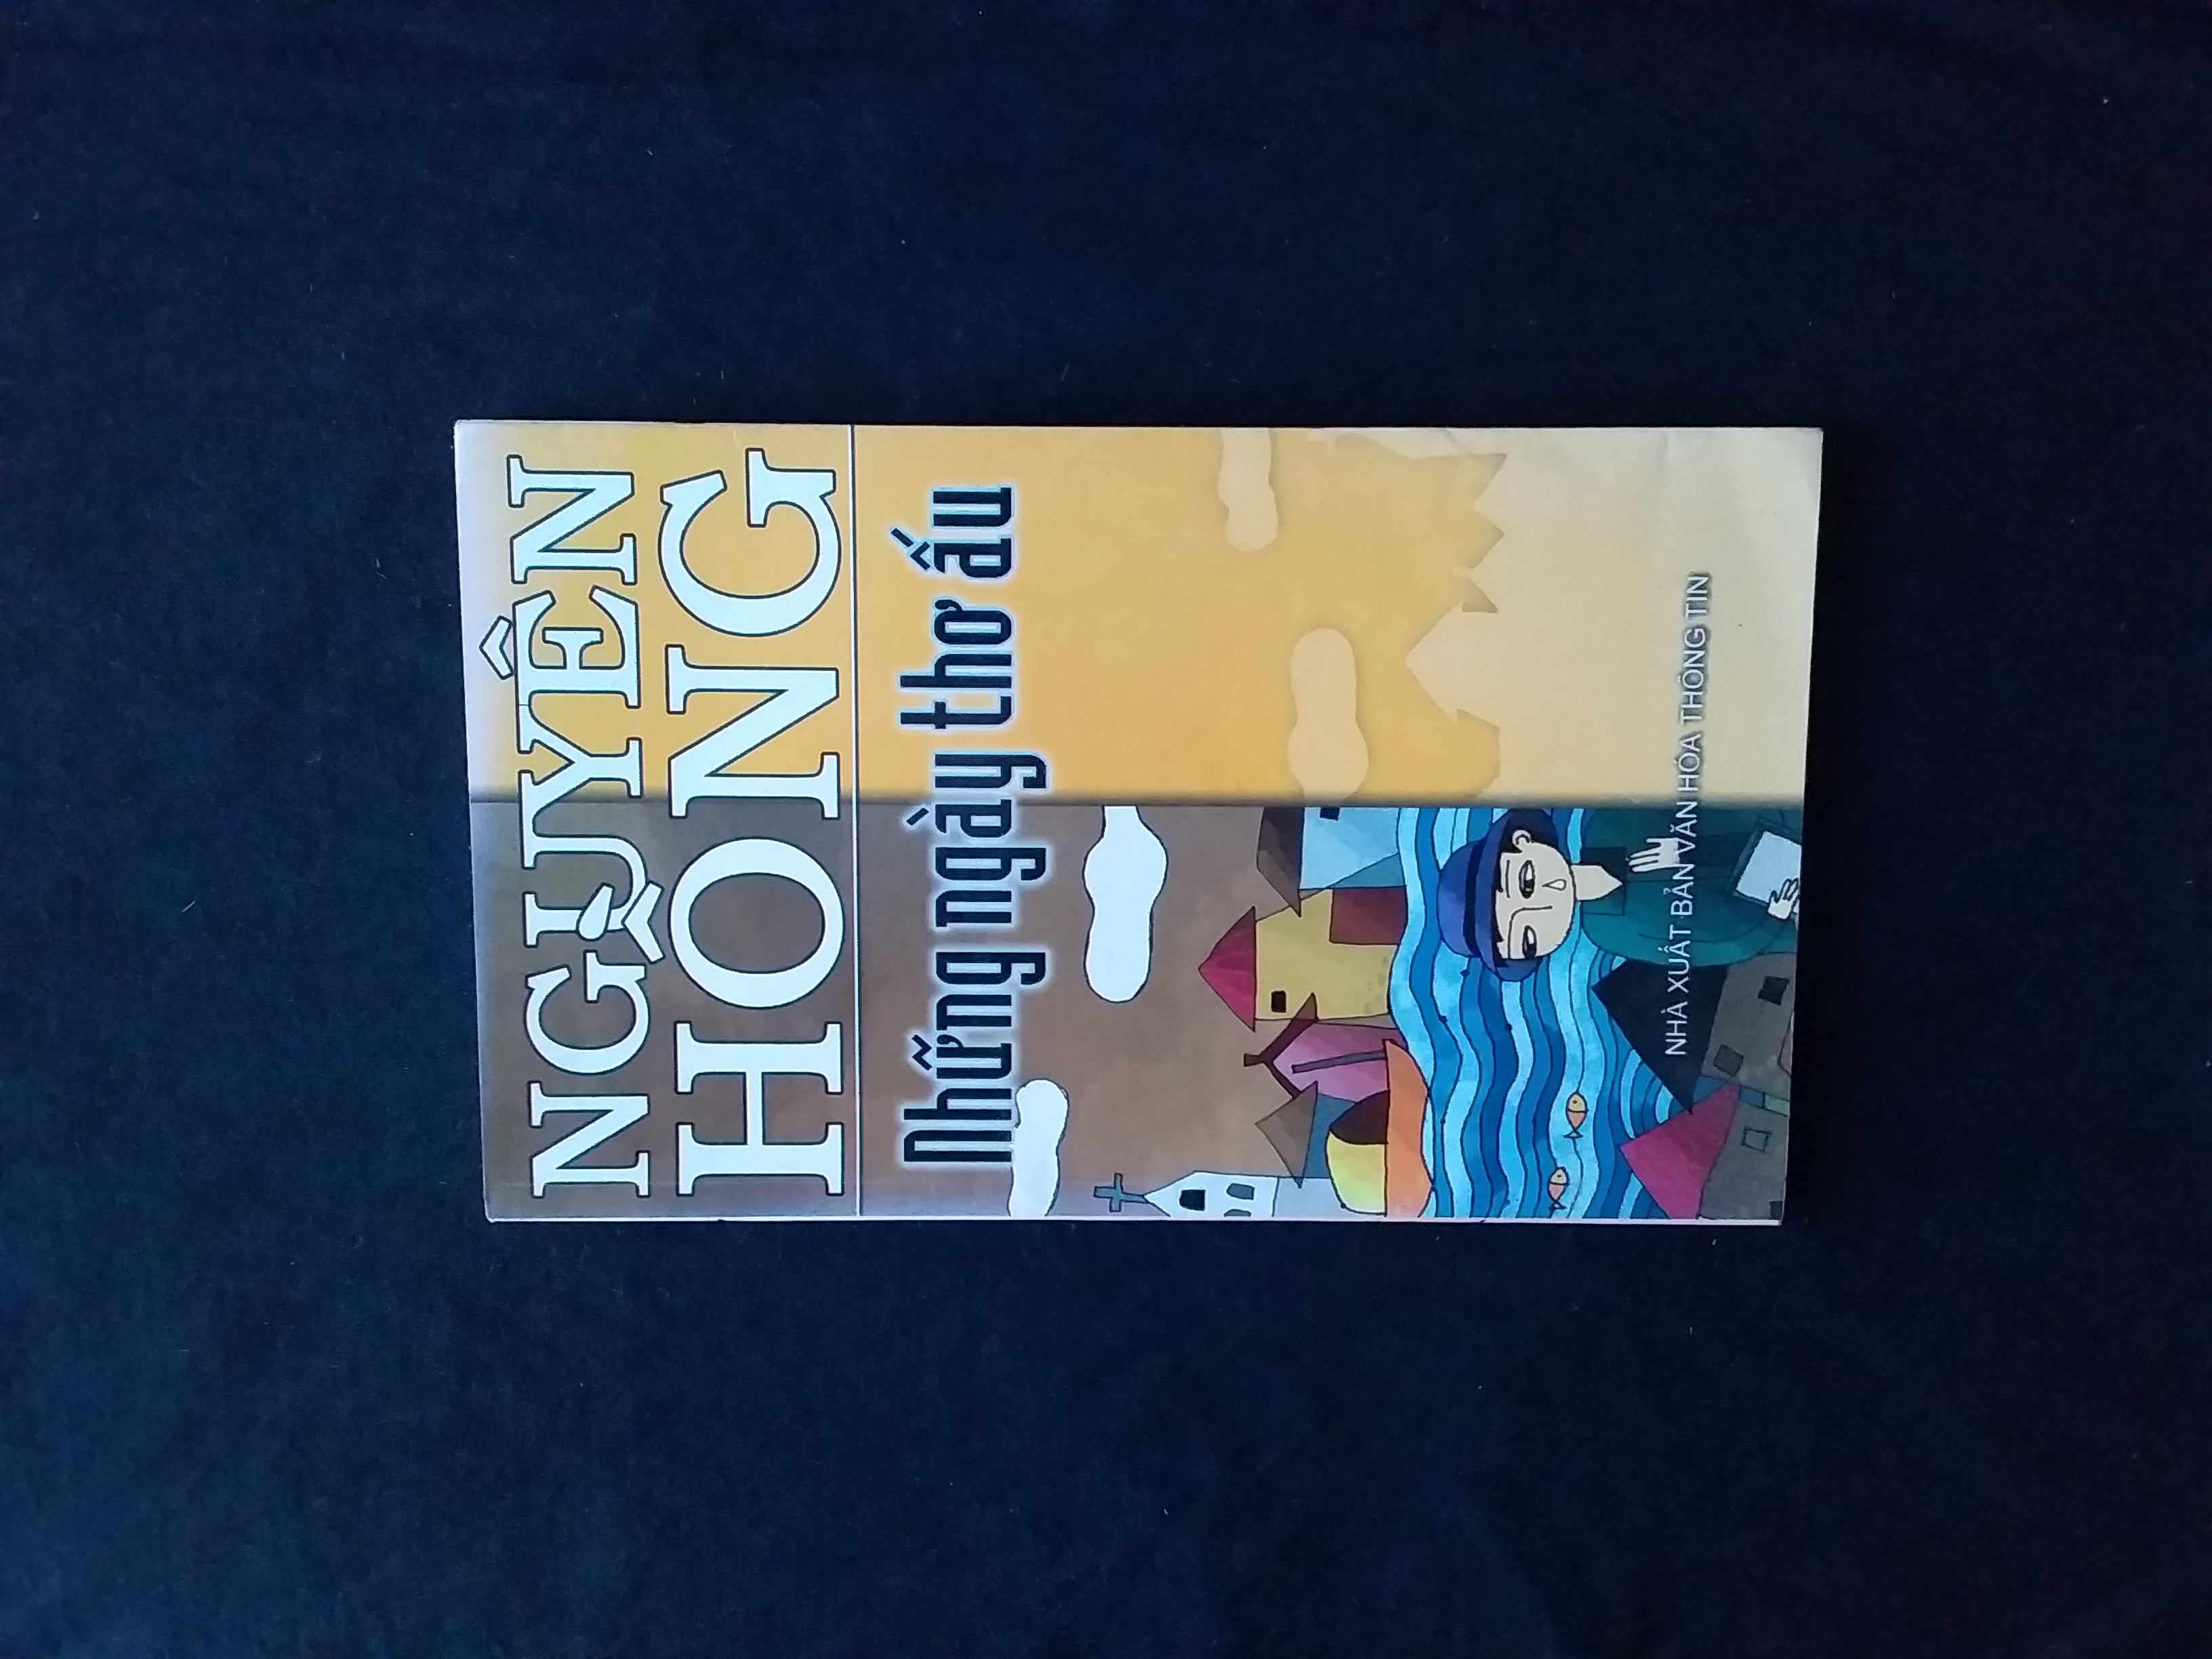 NGUYÊN
HỒNG
Những ngày thơ ấu
NHÀ XUẤT BẢN VĂN HÓA THÔNG TIN